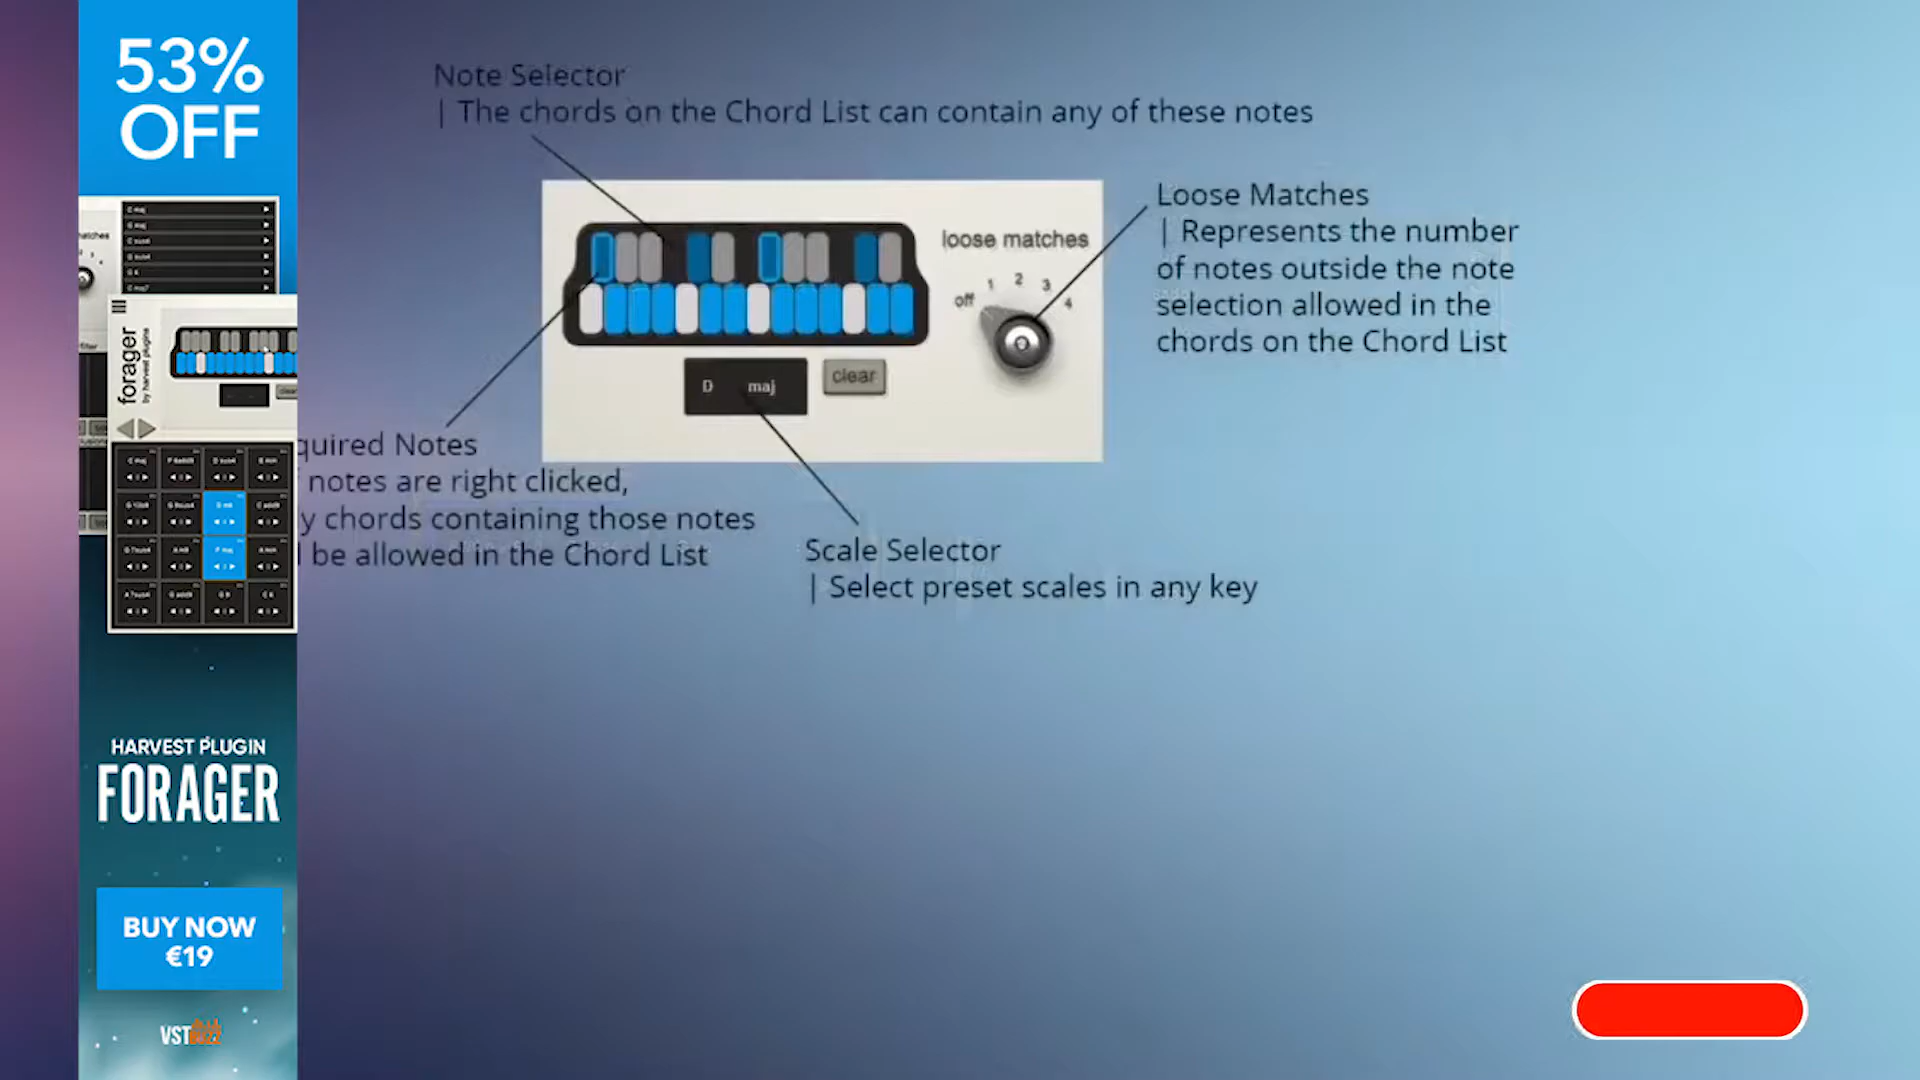 53%
OFF
Note Selector
| The chords on the Chord List can contain any of these notes
Loose Matches
| Represents the number
of notes outside the note
selection allowed in the
chords on the Chord List
loose matches
off 1 2 3 4
D maj
clear
quired Notes
notes are right clicked,
y chords containing those notes
l be allowed in the Chord List
Scale Selector
| Select preset scales in any key
forager
by harvest plugins
HARVEST PLUGIN
FORAGER
BUY NOW
€19
VST